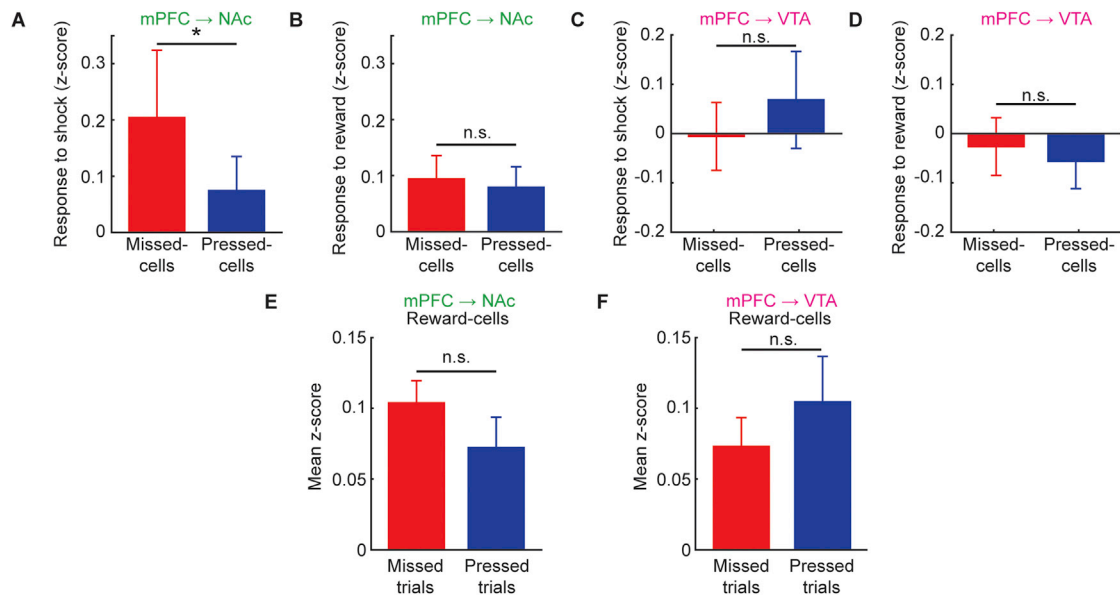 A
mPFC → NAc
Response to shock (z-score)
0.3
0.2
0.1
0
*
Missed-
cells
Pressed-
cells
B
mPFC → NAc
Response to reward (z-score)
0.3
0.2
0.1
0
n.s.
Missed-
cells
Pressed-
cells
C
mPFC → VTA
Response to shock (z-score)
0.2
0.1
0
-0.1
-0.2
n.s.
Missed-
cells
Pressed-
cells
D
mPFC → VTA
Response to reward (z-score)
0.2
0.1
0
-0.1
-0.2
n.s.
Missed-
cells
Pressed-
cells
E
mPFC → NAc
Reward-cells
Mean z-score
0.15
0.1
0.05
0
n.s.
Missed
trials
Pressed
trials
F
mPFC → VTA
Reward-cells
Mean z-score
0.15
0.1
0.05
0
n.s.
Missed
trials
Pressed
trials